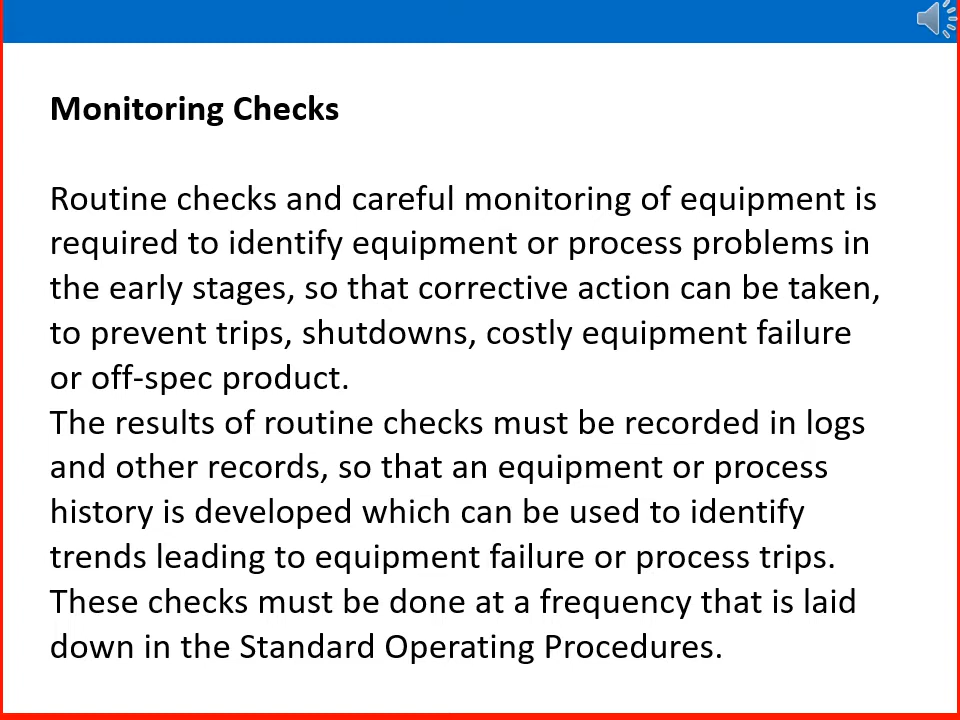 Monitoring Checks
Routine checks and careful monitoring of equipment is
required to identify equipment or process problems in
the early stages, so that corrective action can be taken,
to prevent trips, shutdowns, costly equipment failure
or off-spec product.
The results of routine checks must be recorded in logs
and other records, so that an equipment or process
history is developed which can be used to identify
trends leading to equipment failure or process trips.
These checks must be done at a frequency that is laid
down in the Standard Operating Procedures.